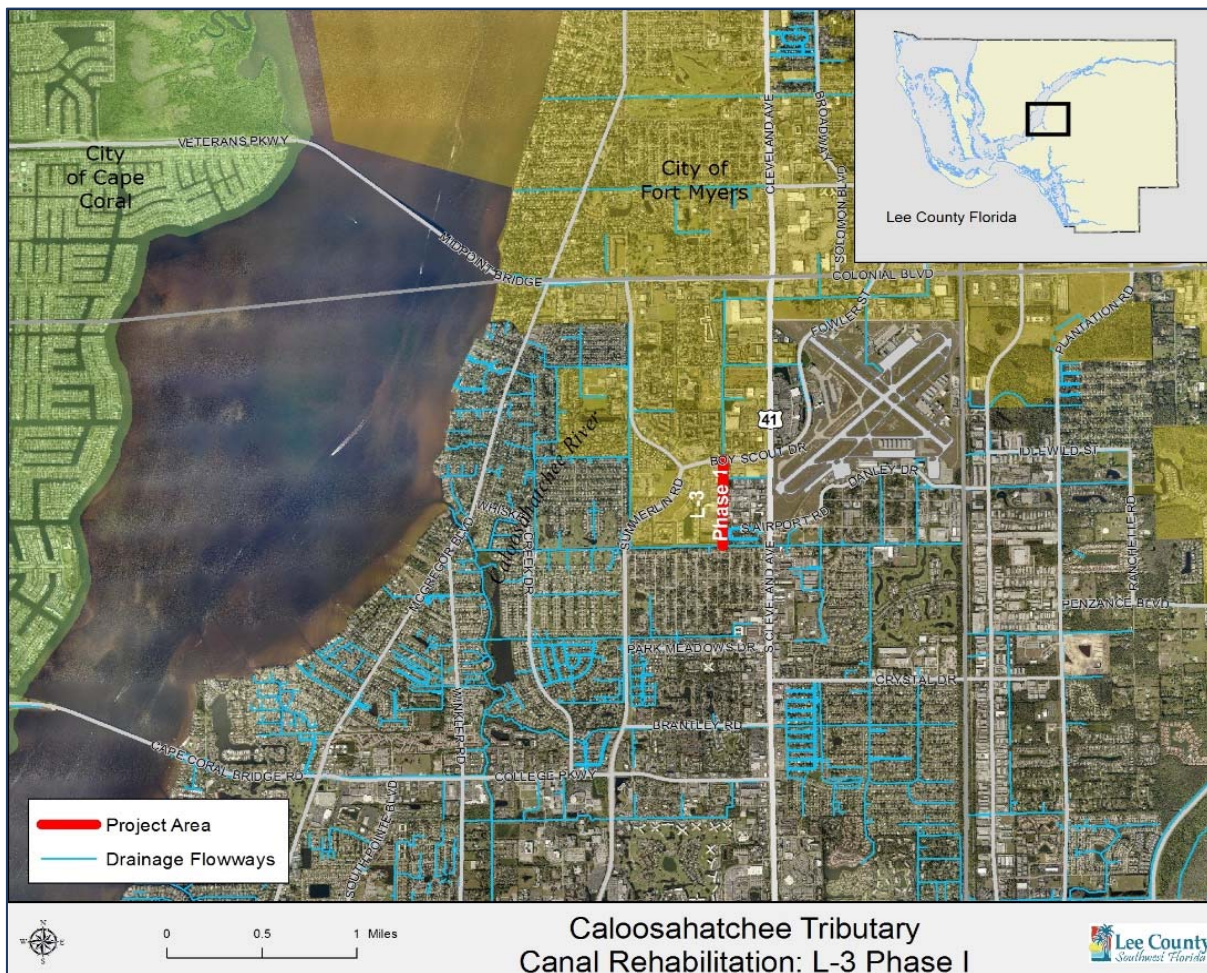 VETERANS PKWY
City
of Cape
Coral
City of
Fort Myers
CLEVELAND AVE
BROADWAY
SOLOMON BLVD
Lee County Florida
MIDPOINT BRIDGE
COLONIAL BLVD
FOWLER ST
PLANTATION RD
41
BOY SCOUT DR
IDLEWILD ST
DANLEY DR
SUMMERLIN RD
L-3
Phase I
S AIRPORT RD
Caloosahatchee River
WHISKEY CREEK DR
MCGREGOR BLVD
RANCHETTE RD
PENZANCE BLVD
S CLEVELAND AVE
PARK MEADOWS DR
CRYSTAL DR
WINKLER RD
BRANTLEY RD
CAPE CORAL BRIDGE RD
COLLEGE PKWY
SOUTH POINTE BLVD
Project Area
Drainage Flowways
N
W E
S
0 0.5 1 Miles
Caloosahatchee Tributary
Canal Rehabilitation: L-3 Phase I
Lee County
Southwest Florida